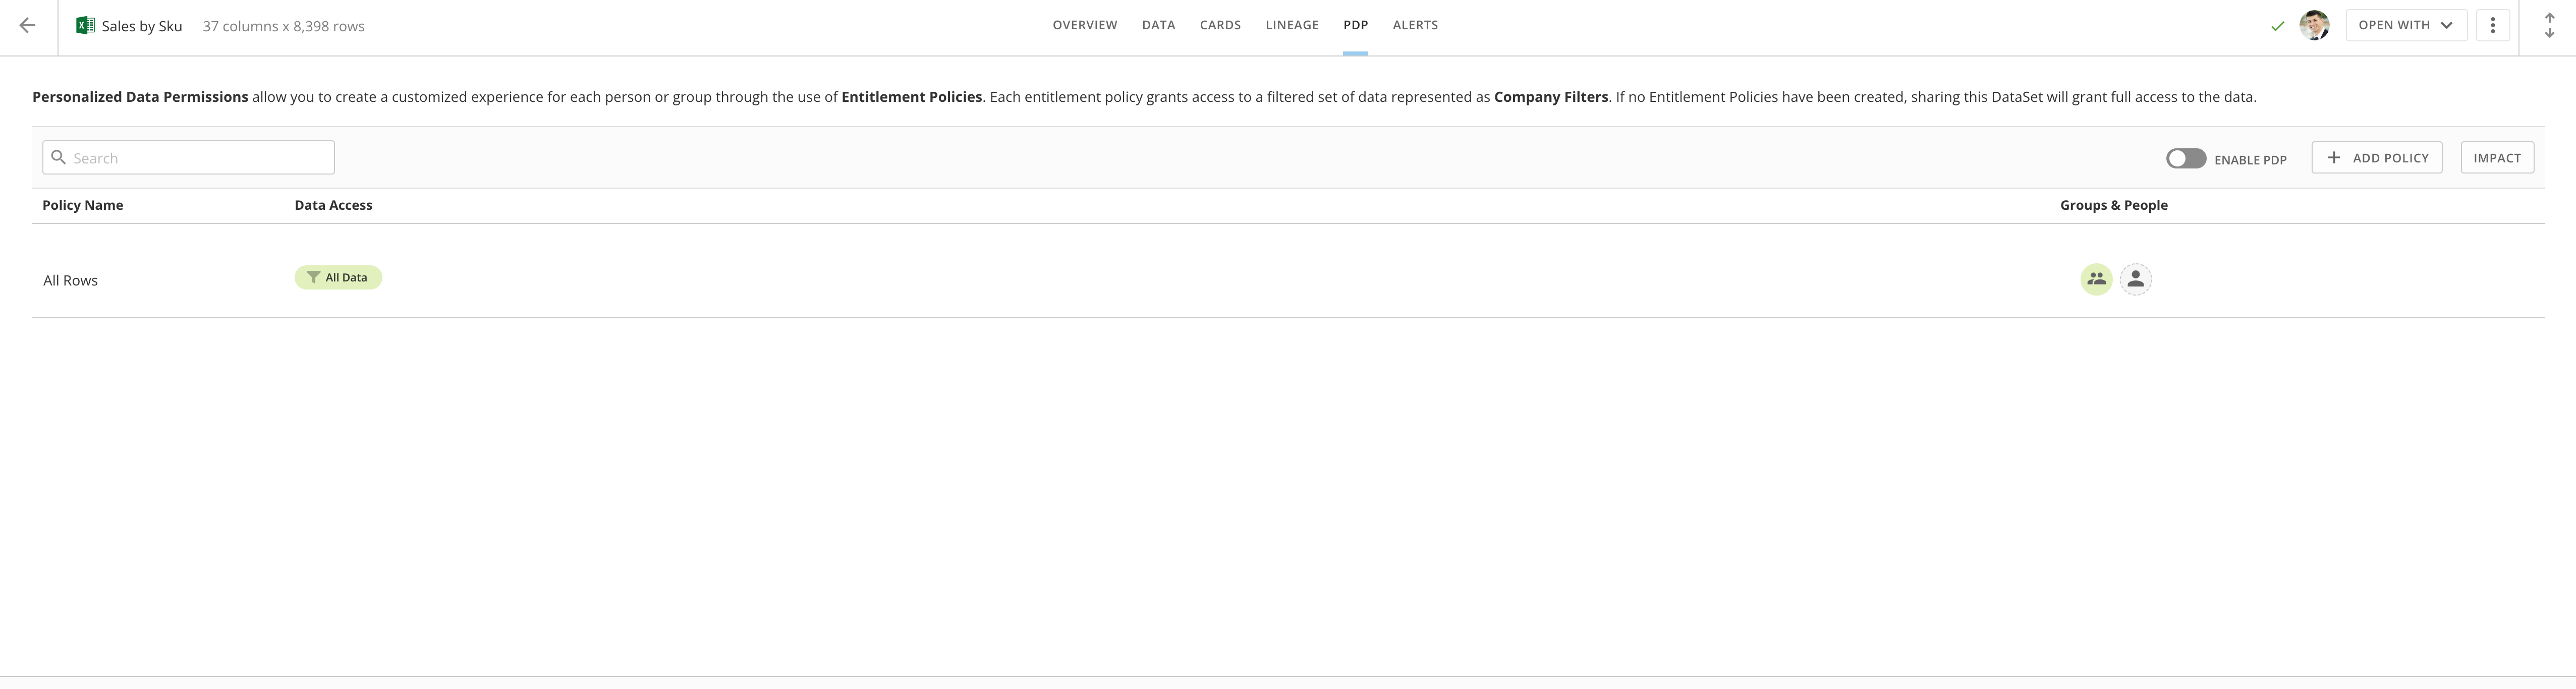 Sales by Sku 37 columns x 8,398 rows OVERVIEW DATA CARDS LINEAGE PDP ALERTS OPEN WITH
Personalized Data Permissions allow you to create a customized experience for each person or group through the use of Entitlement Policies. Each entitlement policy grants access to a filtered set of data represented as Company Filters. If no Entitlement Policies have been created, sharing this DataSet will grant full access to the data.
Search ENABLE PDP ADD POLICY IMPACT
Policy Name Data Access Groups & People
All Rows All Data